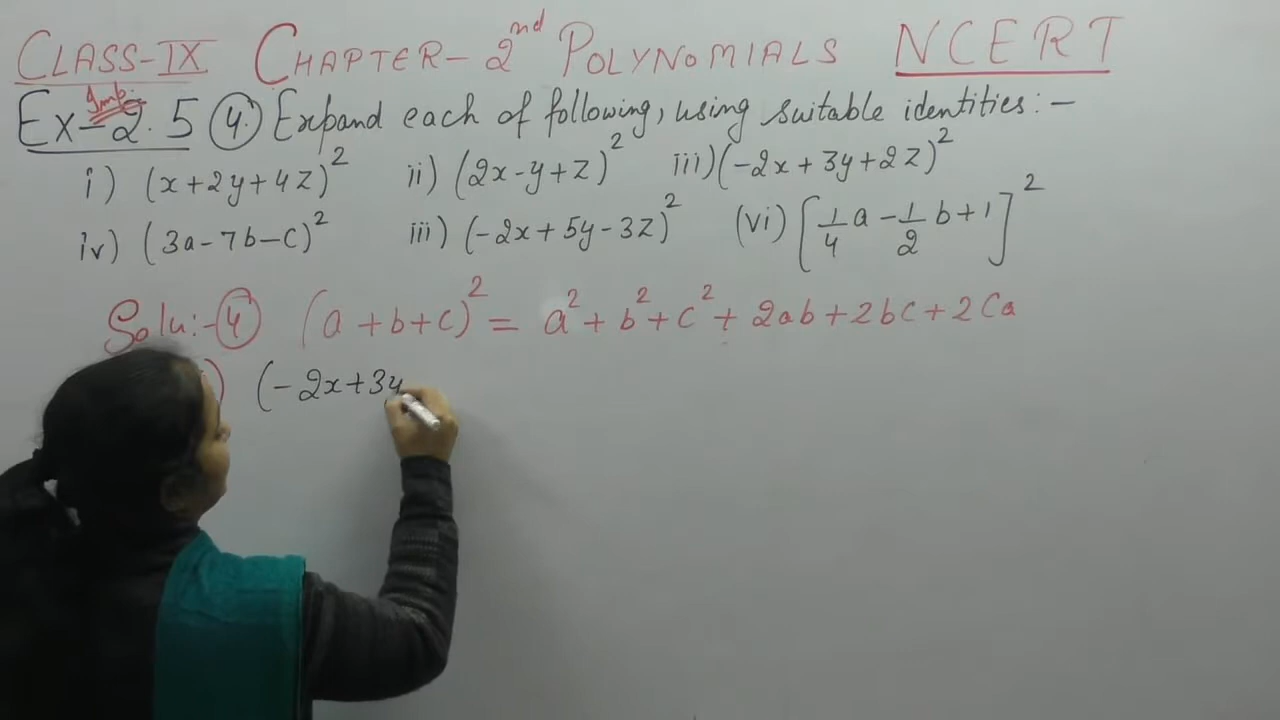 CLASS-IX CHAPTER-2nd POLYNOMIALS NCERT
Imp.
Ex-2.5 (4.) Expand each of following, using suitable identities:-
i) (x+2y+4z)² ii) (2x-y+z)² iii) (-2x+3y+2z)²
iv) (3a-7b-c)² iii) (-2x+5y-3z)² (vi) [1/4 a - 1/2 b+1]²
Solu:-(4) (a+b+c)² = a²+b²+c²+2ab+2bc+2ca
(-2x+3y